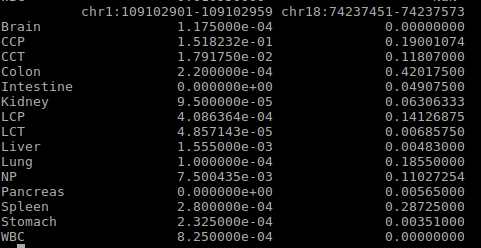 chr1:109102901-109102959 chr18:74237451-74237573
Brain 1.175000e-04 0.00000000
CCP 1.518232e-01 0.19001074
CCT 1.791750e-02 0.11807000
Colon 2.200000e-04 0.42017500
Intestine 0.000000e+00 0.04907500
Kidney 9.500000e-05 0.06306333
LCP 4.086364e-04 0.14126875
LCT 4.857143e-05 0.00685750
Liver 1.555000e-03 0.00483000
Lung 1.000000e-04 0.18550000
NP 7.500435e-03 0.11027254
Pancreas 0.000000e+00 0.00565000
Spleen 2.800000e-04 0.28725000
Stomach 2.325000e-04 0.00351000
WBC 8.250000e-04 0.00000000